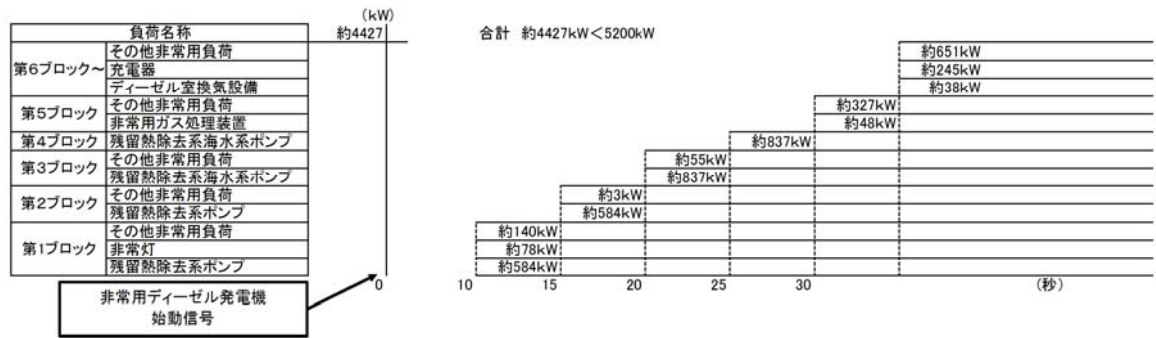 (kW)
負荷名称 約4427 合計 約4427kW<5200kW
その他非常用負荷 約651kW
第6ブロック~ 充電器 約245kW
ディーゼル室換気設備 約38kW
第5ブロック その他非常用負荷 約327kW
非常用ガス処理装置 約48kW
第4ブロック 残留熱除去系海水系ポンプ 約837kW
第3ブロック その他非常用負荷 約55kW
残留熱除去系海水系ポンプ 約837kW
第2ブロック その他非常用負荷 約3kW
残留熱除去系ポンプ 約584kW
その他非常用負荷 約140kW
第1ブロック 非常灯 約78kW
残留熱除去系ポンプ 約584kW
0 10 15 20 25 30 (秒)
非常用ディーゼル発電機
始動信号